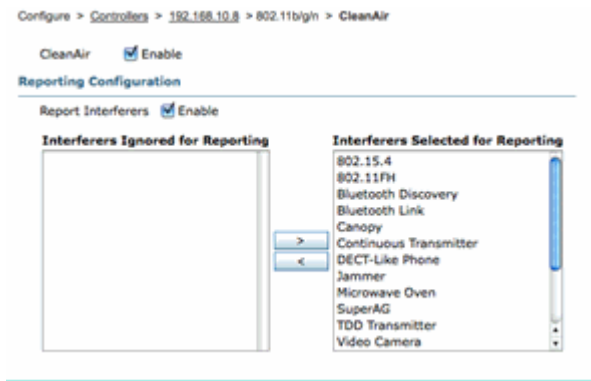 Configure > Controllers > 192.168.10.8 > 802.11b/g/n > CleanAir
CleanAir Enable
Reporting Configuration
Report Interferers Enable
Interferers Ignored for Reporting
Interferers Selected for Reporting
802.15.4
802.11FH
Bluetooth Discovery
Bluetooth Link
Canopy
Continuous Transmitter
DECT-Like Phone
Jammer
Microwave Oven
SuperAG
TDD Transmitter
Video Camera
>
<